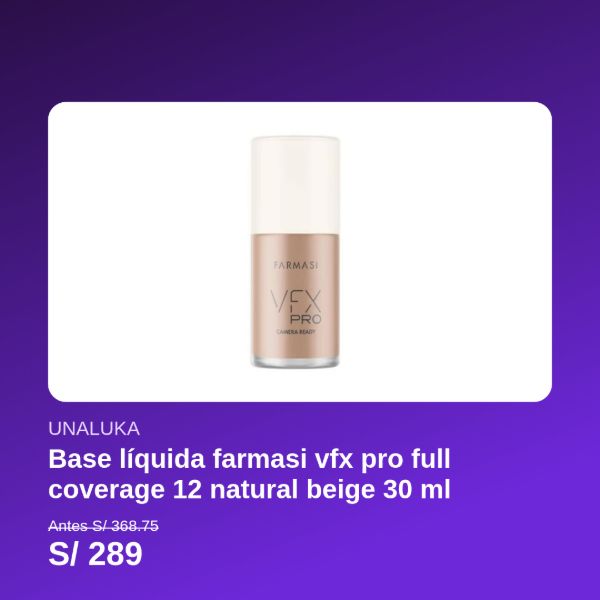 FARMASI
VFX
PRO
CAMERA READY
UNALUKA
Base líquida farmasi vfx pro full
coverage 12 natural beige 30 ml
Antes S/ 368.75
S/ 289